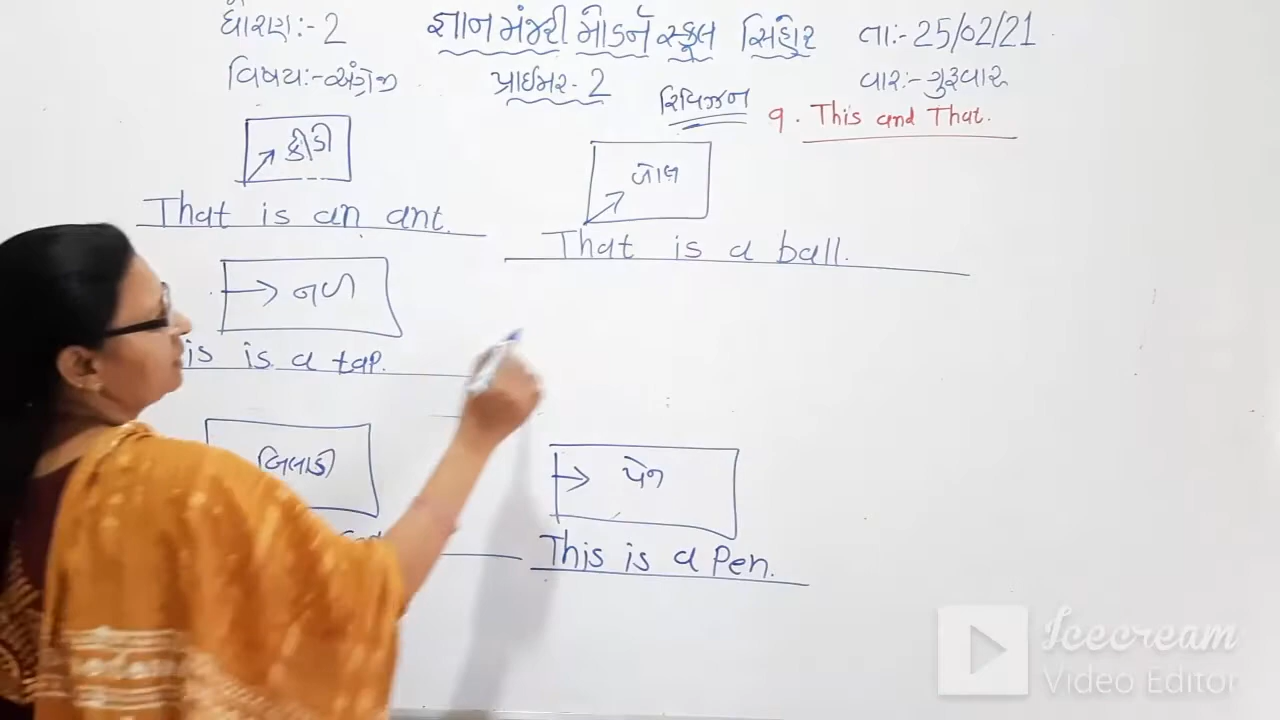 ધોરણ:- 2
જ્ઞાન મંજરી મોડર્ન સ્કૂલ સિહોર
તા:- 25/02/21
વિષય:- અંગ્રેજી
પ્રાઈમર - 2
વાર:- ગુરૂવાર
રિવિઝન
9. This and That.
કીડી
બોલ
That is an ant.
That is a ball.
નળ
is is a tap.
બિલાડી
પેન
This is a Pen.
Icecream
Video Editor